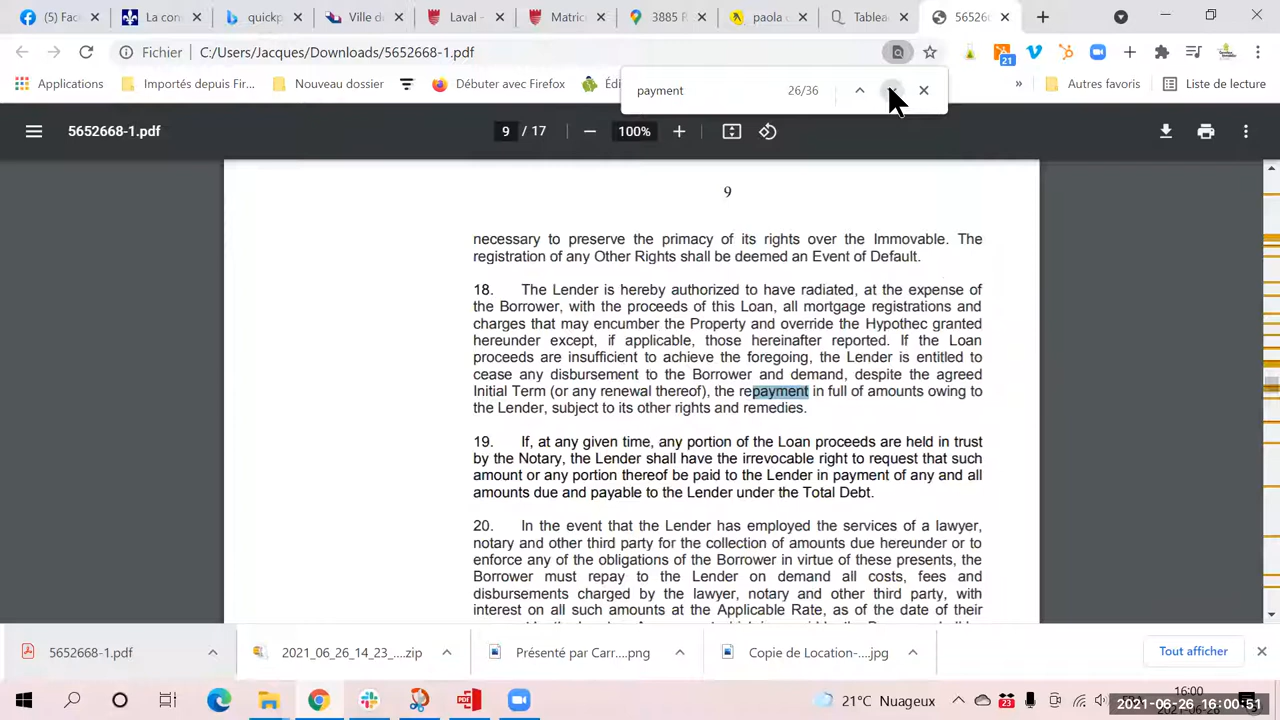 La con
quickp
Ville d
Laval -
Matric
3885 R
paola c
Tablea
5652
Fichier
C:/Users/Jacques/Downloads/5652668-1.pdf
21
Applications
Importés depuis Fir...
Nouveau dossier
Débuter avec Firefox
Autres favoris
Liste de lecture
payment
26/36
5652668-1.pdf
9 / 17
100%
9
necessary to preserve the primacy of its rights over the Immovable. The
registration of any Other Rights shall be deemed an Event of Default.
18. The Lender is hereby authorized to have radiated, at the expense of
the Borrower, with the proceeds of this Loan, all mortgage registrations and
charges that may encumber the Property and override the Hypothec granted
hereunder except, if applicable, those hereinafter reported. If the Loan
proceeds are insufficient to achieve the foregoing, the Lender is entitled to
cease any disbursement to the Borrower and demand, despite the agreed
Initial Term (or any renewal thereof), the repayment in full of amounts owing to
the Lender, subject to its other rights and remedies.
19. If, at any given time, any portion of the Loan proceeds are held in trust
by the Notary, the Lender shall have the irrevocable right to request that such
amount or any portion thereof be paid to the Lender in payment of any and all
amounts due and payable to the Lender under the Total Debt.
20. In the event that the Lender has employed the services of a lawyer,
notary and other third party for the collection of amounts due hereunder or to
enforce any of the obligations of the Borrower in virtue of these presents, the
Borrower must repay to the Lender on demand all costs, fees and
disbursements charged by the lawyer, notary and other third party, with
interest on all such amounts at the Applicable Rate, as of the date of their
5652668-1.pdf
2021_06_26_14_23_....zip
Présenté par Carr....png
Copie de Location-....jpg
Tout afficher
21°C Nuageux
23
16:00
2021-06-26 16:00:51